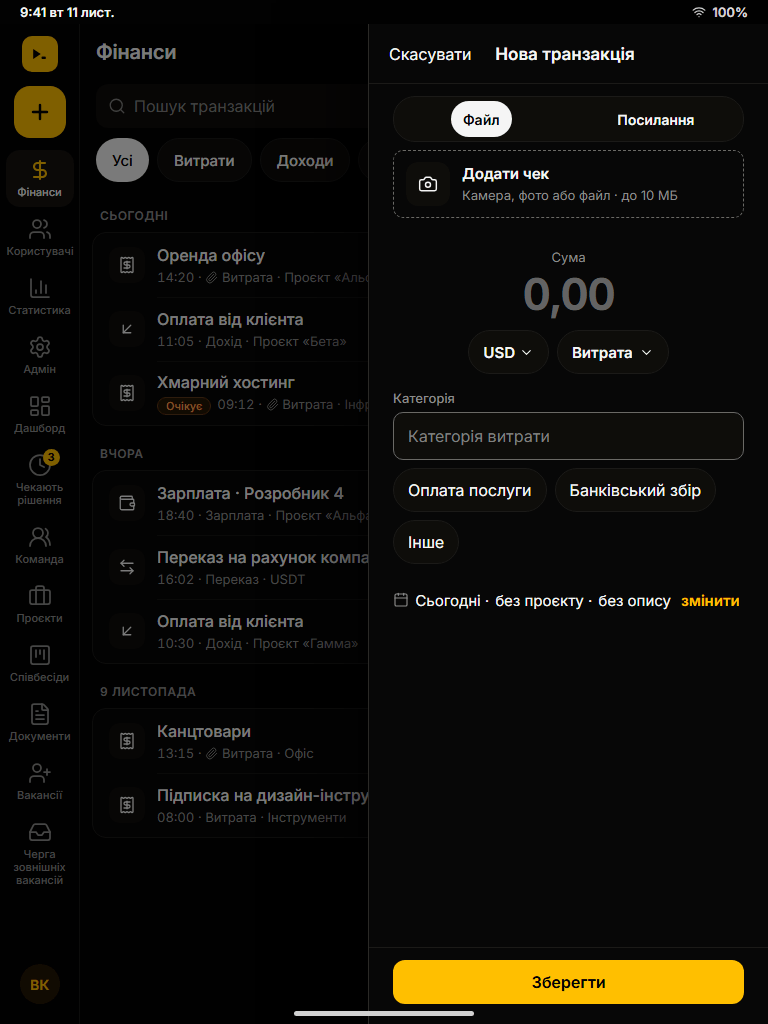 9:41 вт 11 лист.
100%
Фінанси
Користувачі
Статистика
Адмін
Дашборд
3
Чекають
рішення
Команда
Проєкти
Співбесіди
Документи
Вакансії
Черга
зовнішніх
вакансій
ВК
Фінанси
Пошук транзакцій
Усі
Витрати
Доходи
СЬОГОДНІ
Оренда офісу
14:20 · Витрата · Проєкт
Оплата від клієнта
11:05 · Дохід · Проєкт «Бета»
Хмарний хостинг
Очікує 09:12 · Витрата ·
ВЧОРА
Зарплата · Розробник 4
18:40 · Зарплата · Проєкт
Переказ на рахунок
16:02 · Переказ · USDT
Оплата від клієнта
10:30 · Дохід · Проєкт «Гамма»
9 ЛИСТОПАДА
Канцтовари
13:15 · Витрата · Офіс
Підписка на
08:00 · Витрата · Інструменти
Скасувати
Нова транзакція
Файл
Посилання
Додати чек
Камера, фото або файл · до 10 МБ
Сума
0,00
USD
Витрата
Категорія
Категорія витрати
Оплата послуги
Банківський збір
Інше
Сьогодні · без проєкту · без опису змінити
Зберегти